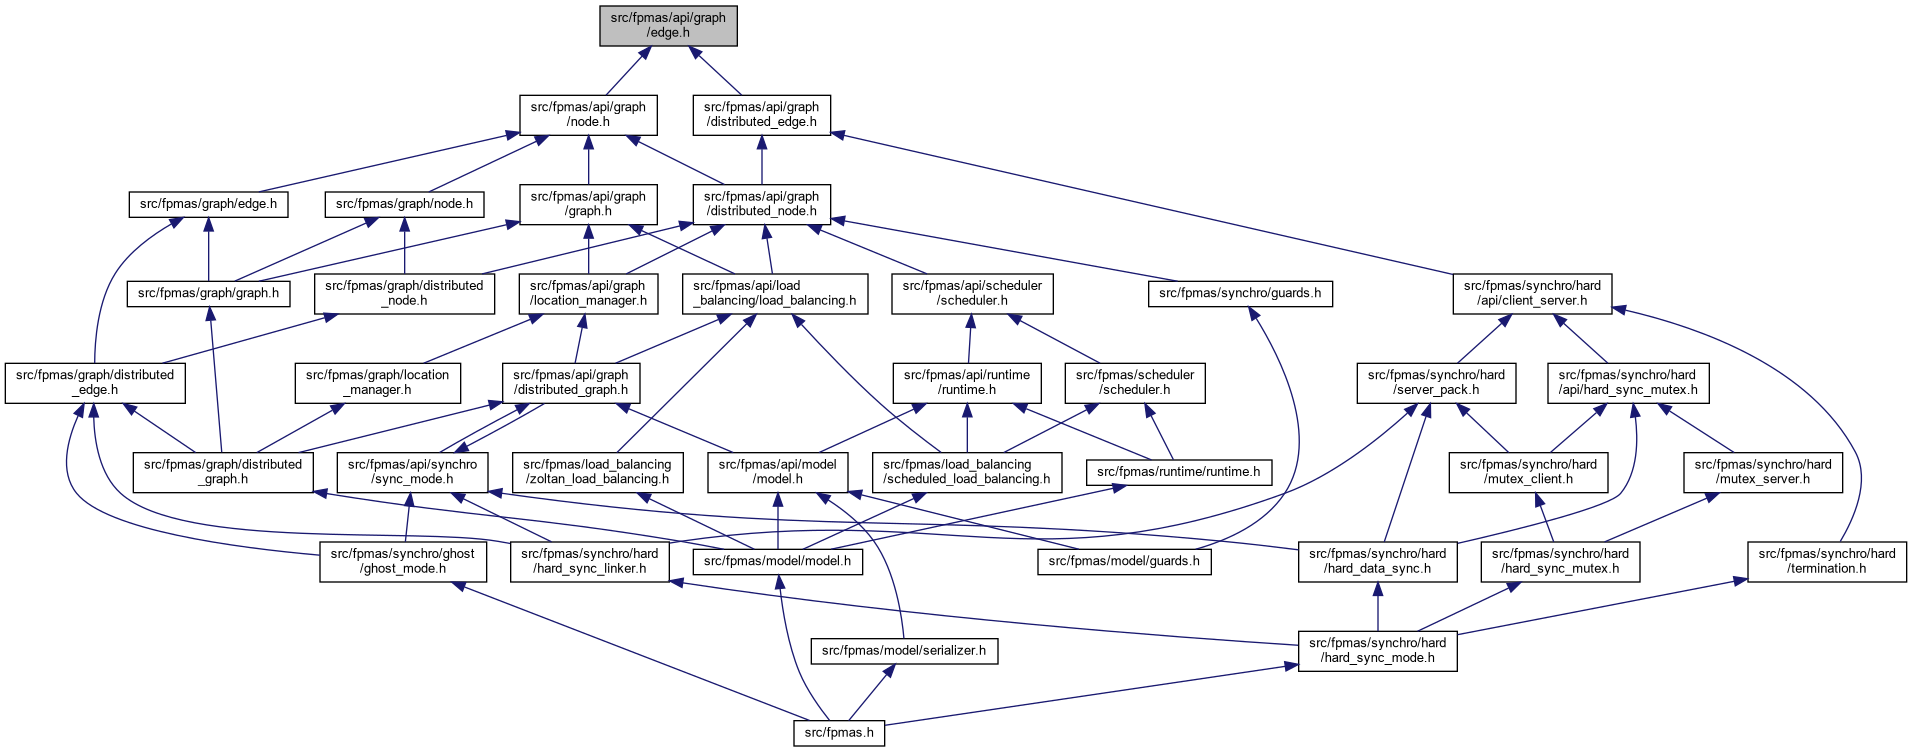 src/fpmas/api/graph
/edge.h
src/fpmas/api/graph
/node.h
src/fpmas/api/graph
/distributed_edge.h
src/fpmas/graph/edge.h
src/fpmas/graph/node.h
src/fpmas/api/graph
/graph.h
src/fpmas/api/graph
/distributed_node.h
src/fpmas/graph/graph.h
src/fpmas/graph/distributed
_node.h
src/fpmas/api/graph
/location_manager.h
src/fpmas/api/load
_balancing/load_balancing.h
src/fpmas/api/scheduler
/scheduler.h
src/fpmas/synchro/guards.h
src/fpmas/synchro/hard
/api/client_server.h
src/fpmas/graph/distributed
_edge.h
src/fpmas/graph/location
_manager.h
src/fpmas/api/graph
/distributed_graph.h
src/fpmas/api/runtime
/runtime.h
src/fpmas/scheduler
/scheduler.h
src/fpmas/synchro/hard
/server_pack.h
src/fpmas/synchro/hard
/api/hard_sync_mutex.h
src/fpmas/graph/distributed
_graph.h
src/fpmas/api/synchro
/sync_mode.h
src/fpmas/load_balancing
/zoltan_load_balancing.h
src/fpmas/api/model
/model.h
src/fpmas/load_balancing
/scheduled_load_balancing.h
src/fpmas/runtime/runtime.h
src/fpmas/synchro/hard
/mutex_client.h
src/fpmas/synchro/hard
/mutex_server.h
src/fpmas/synchro/ghost
/ghost_mode.h
src/fpmas/synchro/hard
/hard_sync_linker.h
src/fpmas/model/model.h
src/fpmas/model/guards.h
src/fpmas/synchro/hard
/hard_data_sync.h
src/fpmas/synchro/hard
/hard_sync_mutex.h
src/fpmas/synchro/hard
/termination.h
src/fpmas/model/serializer.h
src/fpmas/synchro/hard
/hard_sync_mode.h
src/fpmas.h